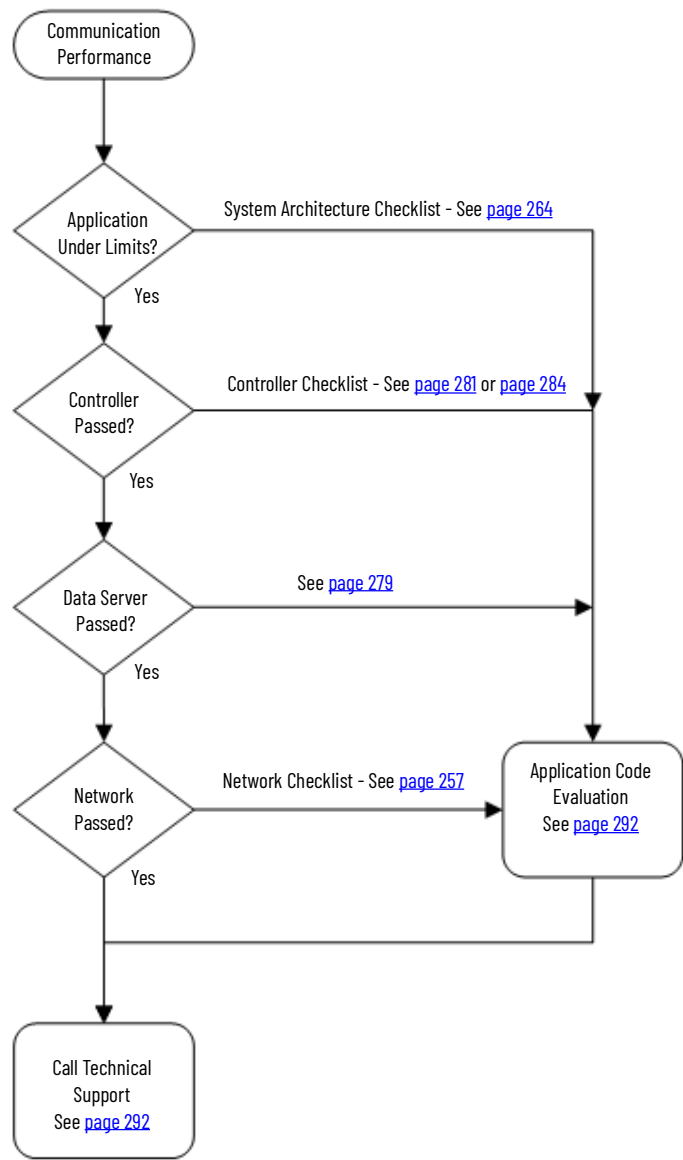 Communication
Performance
Application
Under Limits?
System Architecture Checklist - See page 264
Yes
Controller
Passed?
Controller Checklist - See page 281 or page 284
Yes
Data Server
Passed?
See page 279
Yes
Network
Passed?
Network Checklist - See page 257
Application Code
Evaluation
See page 292
Yes
Call Technical
Support
See page 292